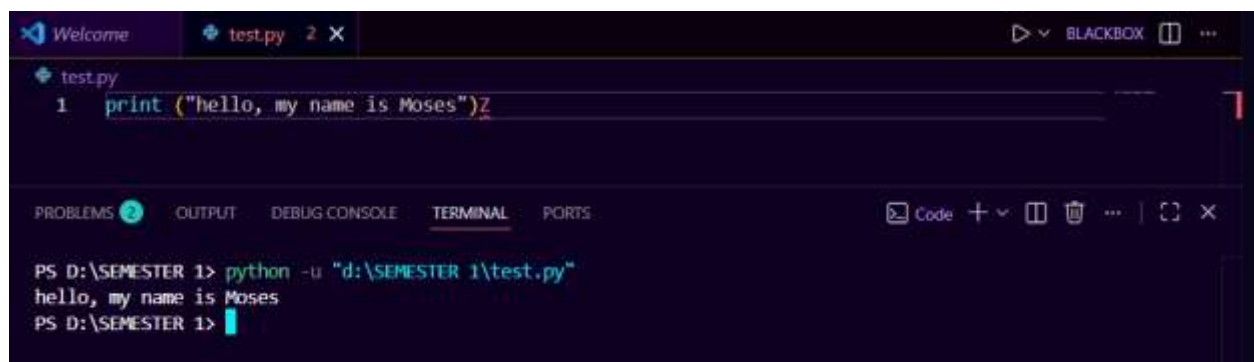 Welcome test.py 2 BLACKBOX
test.py
1 print ("hello, my name is Moses")Z
PROBLEMS 2 OUTPUT DEBUG CONSOLE TERMINAL PORTS Code
PS D:\SEMESTER 1> python -u "d:\SEMESTER 1\test.py"
hello, my name is Moses
PS D:\SEMESTER 1>